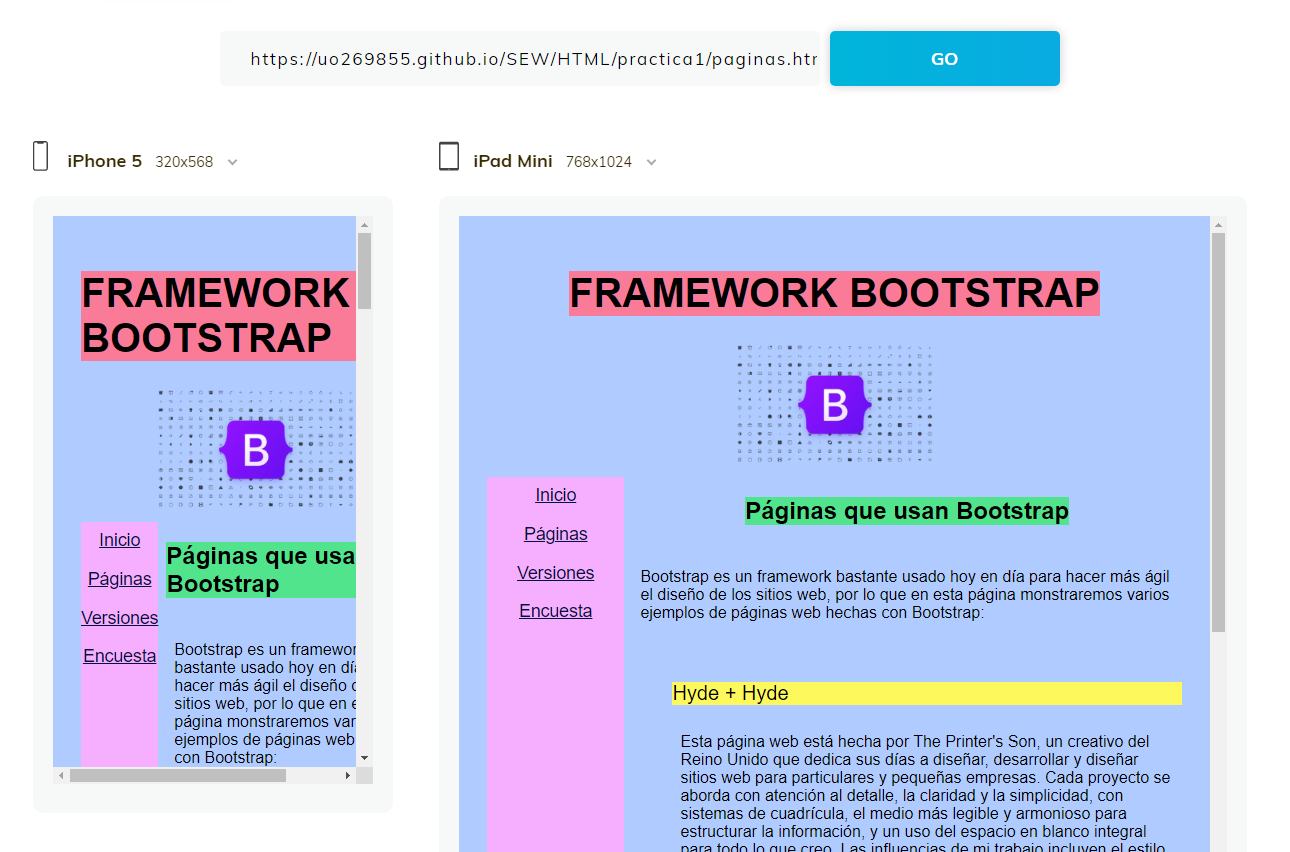 https://uo269855.github.io/SEW/HTML/practica1/paginas.htm
GO
iPhone 5 320x568
FRAMEWORK
BOOTSTRAP
B
Inicio
Páginas
Versiones
Encuesta
Páginas que usa
Bootstrap
Bootstrap es un framewor
bastante usado hoy en día
hacer más ágil el diseño d
sitios web, por lo que en e
página monstraremos var
ejemplos de páginas web
con Bootstrap:
iPad Mini 768x1024
FRAMEWORK BOOTSTRAP
B
Inicio
Páginas
Versiones
Encuesta
Páginas que usan Bootstrap
Bootstrap es un framework bastante usado hoy en día para hacer más ágil
el diseño de los sitios web, por lo que en esta página monstraremos varios
ejemplos de páginas web hechas con Bootstrap:
Hyde + Hyde
Esta página web está hecha por The Printer's Son, un creativo del
Reino Unido que dedica sus días a diseñar, desarrollar y diseñar
sitios web para particulares y pequeñas empresas. Cada proyecto se
aborda con atención al detalle, la claridad y la simplicidad, con
sistemas de cuadrícula, el medio más legible y armonioso para
estructurar la información, y un uso del espacio en blanco integral
para todo lo que creo. Las influencias de mi trabajo incluyen el estilo